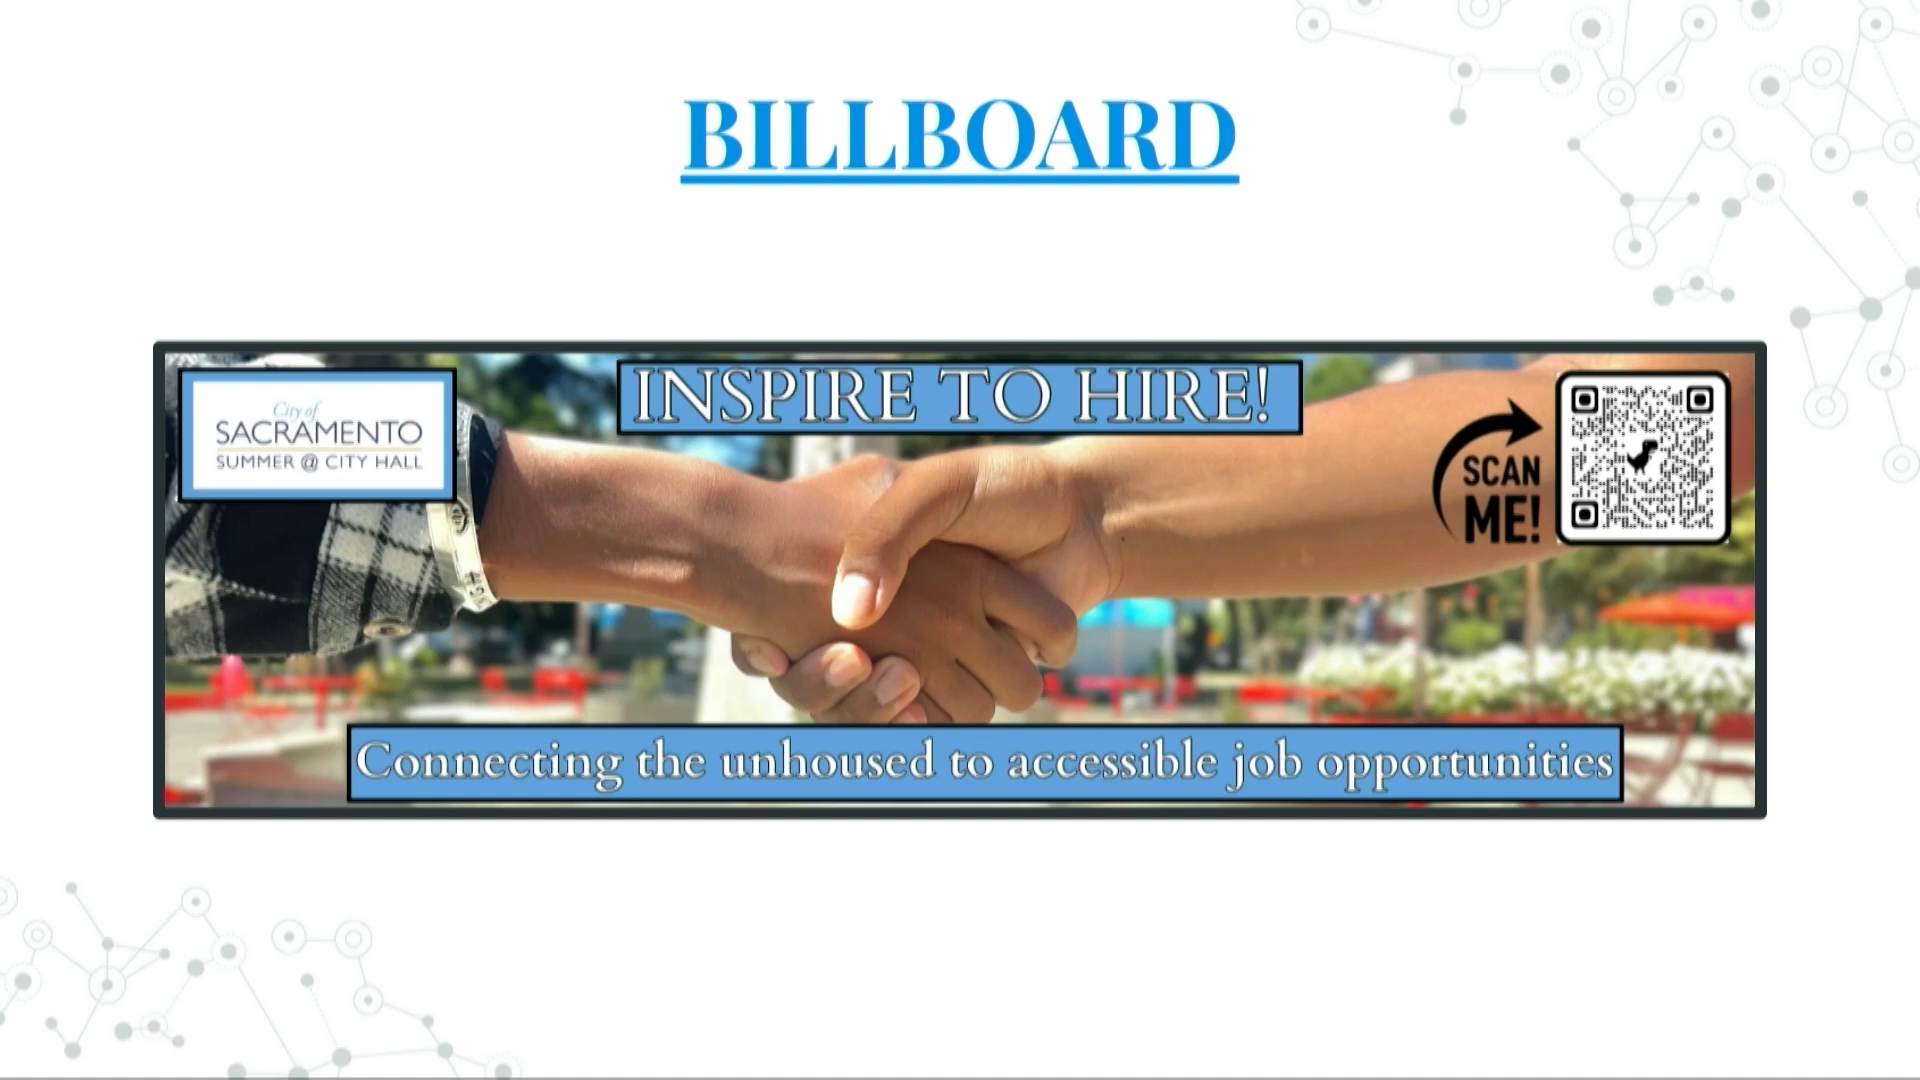 BILLBOARD
INSPIRE TO HIRE!
City of
SACRAMENTO
SUMMER @ CITY HALL
SCAN
ME!
Connecting the unhoused to accessible job opportunities